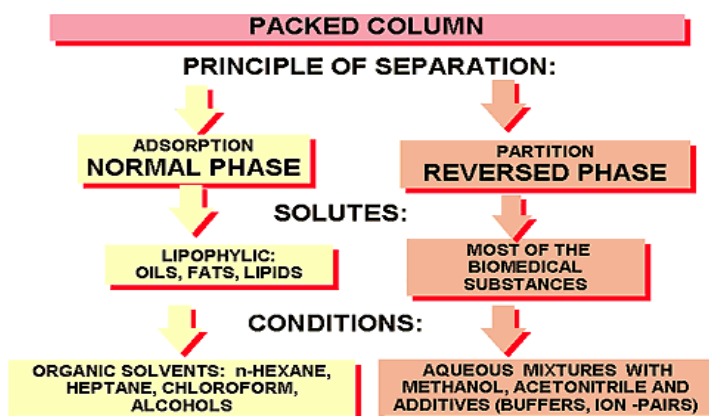 PACKED COLUMN
PRINCIPLE OF SEPARATION:
ADSORPTION
NORMAL PHASE
PARTITION
REVERSED PHASE
SOLUTES:
LIPOPHYLIC:
OILS, FATS, LIPIDS
MOST OF THE
BIOMEDICAL
SUBSTANCES
CONDITIONS:
ORGANIC SOLVENTS: n-HEXANE,
HEPTANE, CHLOROFORM,
ALCOHOLS
AQUEOUS MIXTURES WITH
METHANOL, ACETONITRILE AND
ADDITIVES (BUFFERS, ION -PAIRS)